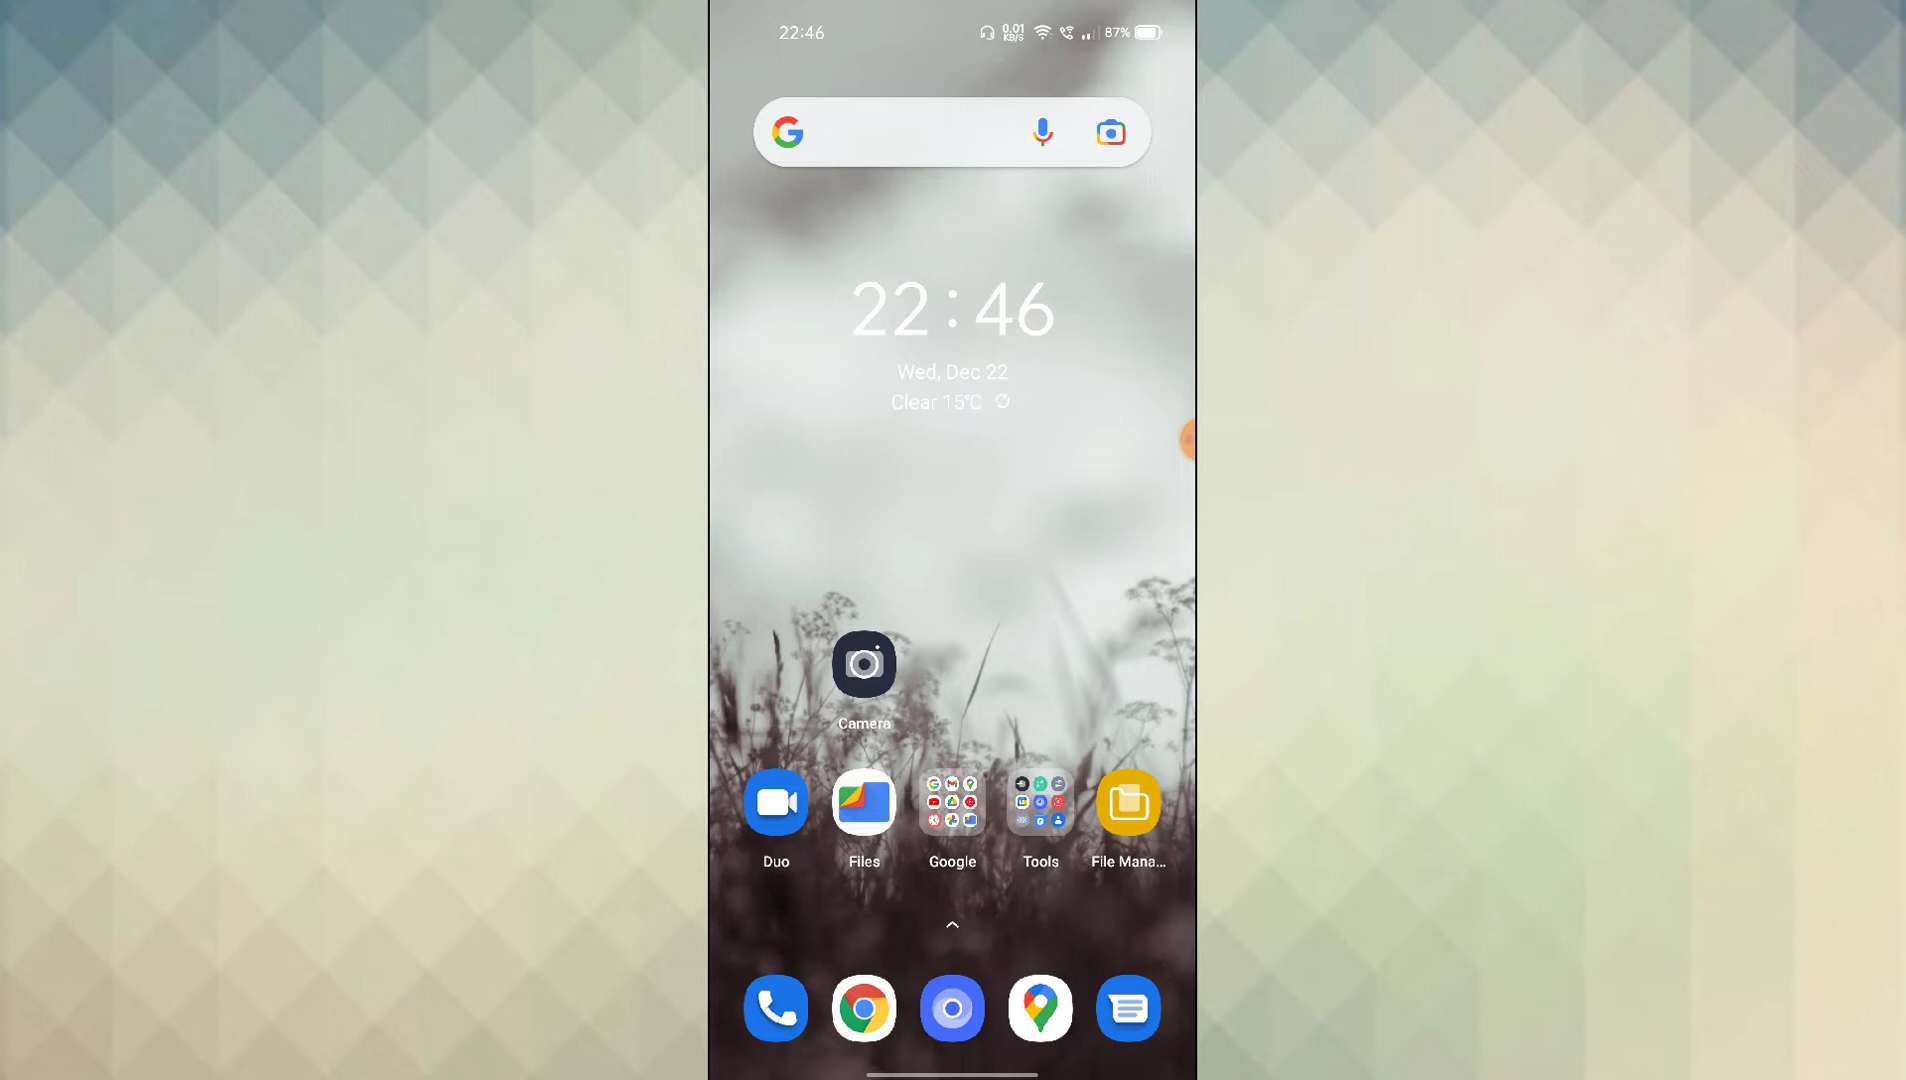 22:46
0.01 KB/S
87%
22:46
Wed, Dec 22
Clear 15℃
Camera
Duo
Files
Google
Tools
File Mana...